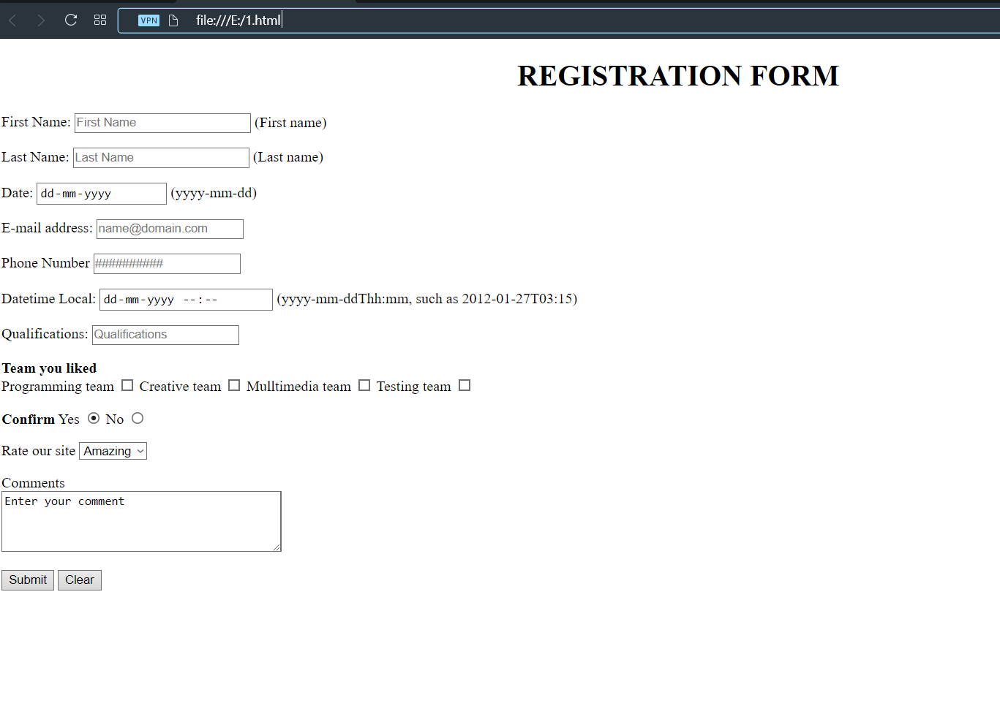 VPN file:///E:/1.html
REGISTRATION FORM
First Name: First Name (First name)
Last Name: Last Name (Last name)
Date: dd-mm-yyyy (yyyy-mm-dd)
E-mail address: name@domain.com
Phone Number ##########
Datetime Local: dd-mm-yyyy --:-- (yyyy-mm-ddThh:mm, such as 2012-01-27T03:15)
Qualifications: Qualifications
Team you liked
Programming team Creative team Mulltimedia team Testing team
Confirm Yes No
Rate our site Amazing
Comments
Enter your comment
Submit Clear